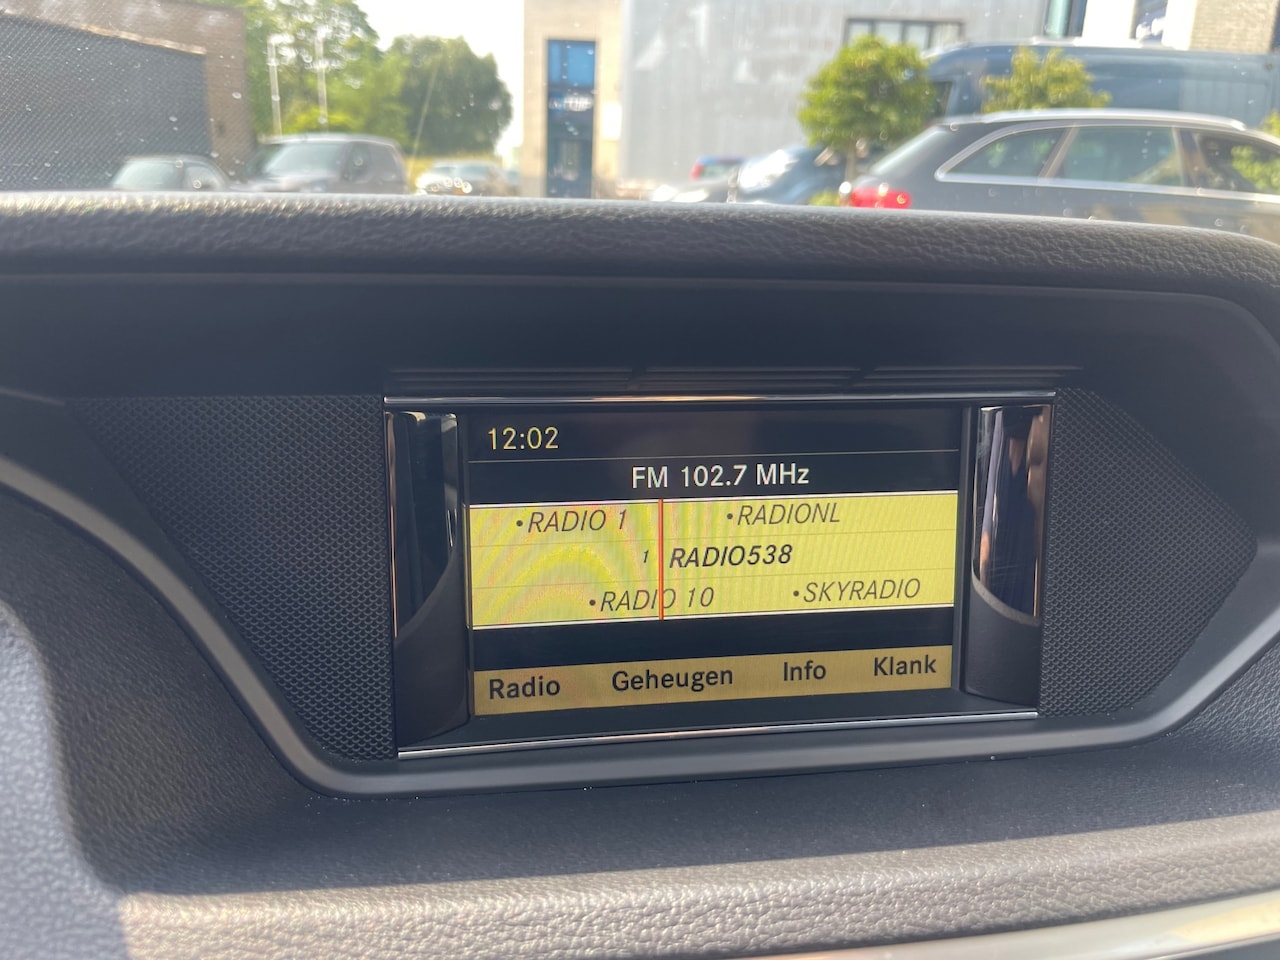 12:02
FM 102.7 MHz
•RADIO 1 •RADIONL
1 RADIO538
•RADIO 10 •SKYRADIO
Radio Geheugen Info Klank